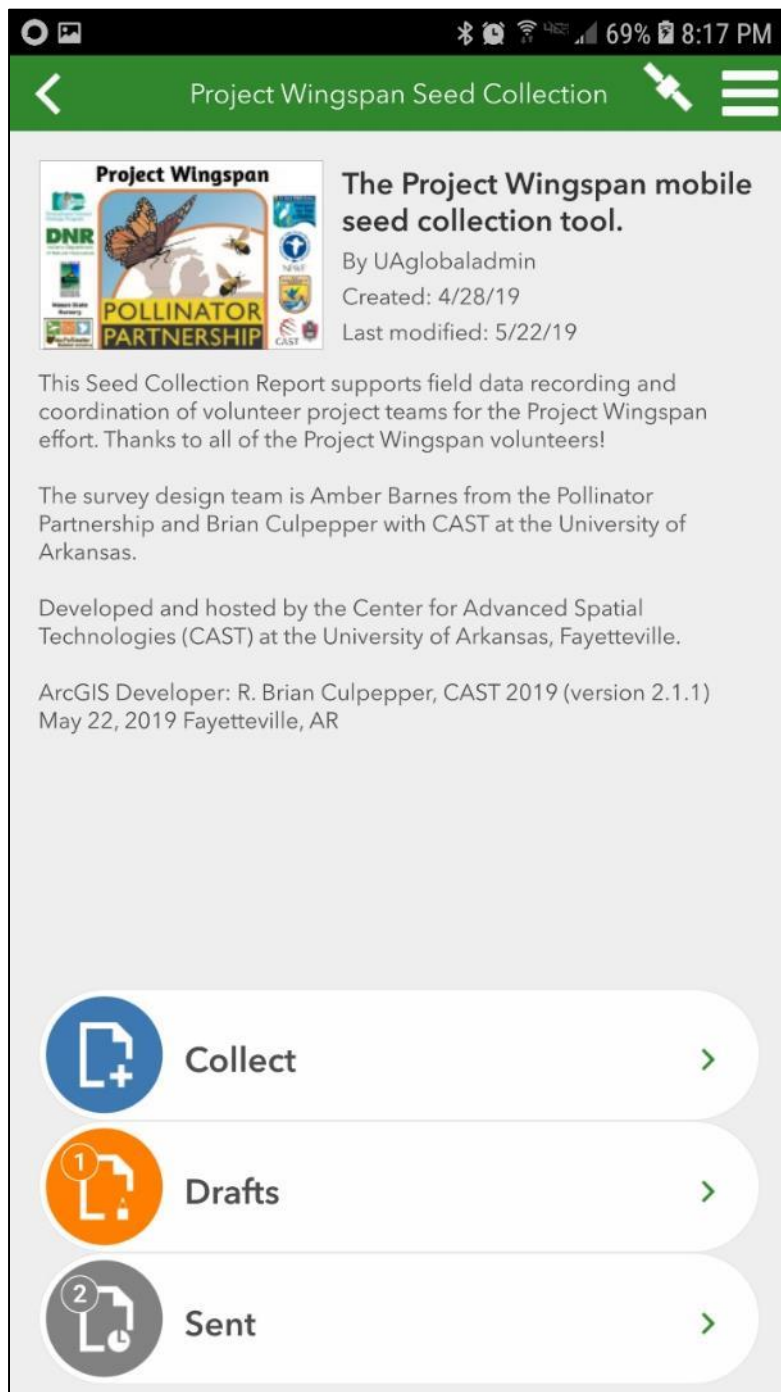 69% 8:17 PM
Project Wingspan Seed Collection
Project Wingspan
DNR
POLLINATOR
PARTNERSHIP
CAST
The Project Wingspan mobile
seed collection tool.
By UAglobaladmin
Created: 4/28/19
Last modified: 5/22/19
This Seed Collection Report supports field data recording and
coordination of volunteer project teams for the Project Wingspan
effort. Thanks to all of the Project Wingspan volunteers!
The survey design team is Amber Barnes from the Pollinator
Partnership and Brian Culpepper with CAST at the University of
Arkansas.
Developed and hosted by the Center for Advanced Spatial
Technologies (CAST) at the University of Arkansas, Fayetteville.
ArcGIS Developer: R. Brian Culpepper, CAST 2019 (version 2.1.1)
May 22, 2019 Fayetteville, AR
Collect
1
Drafts
2
Sent